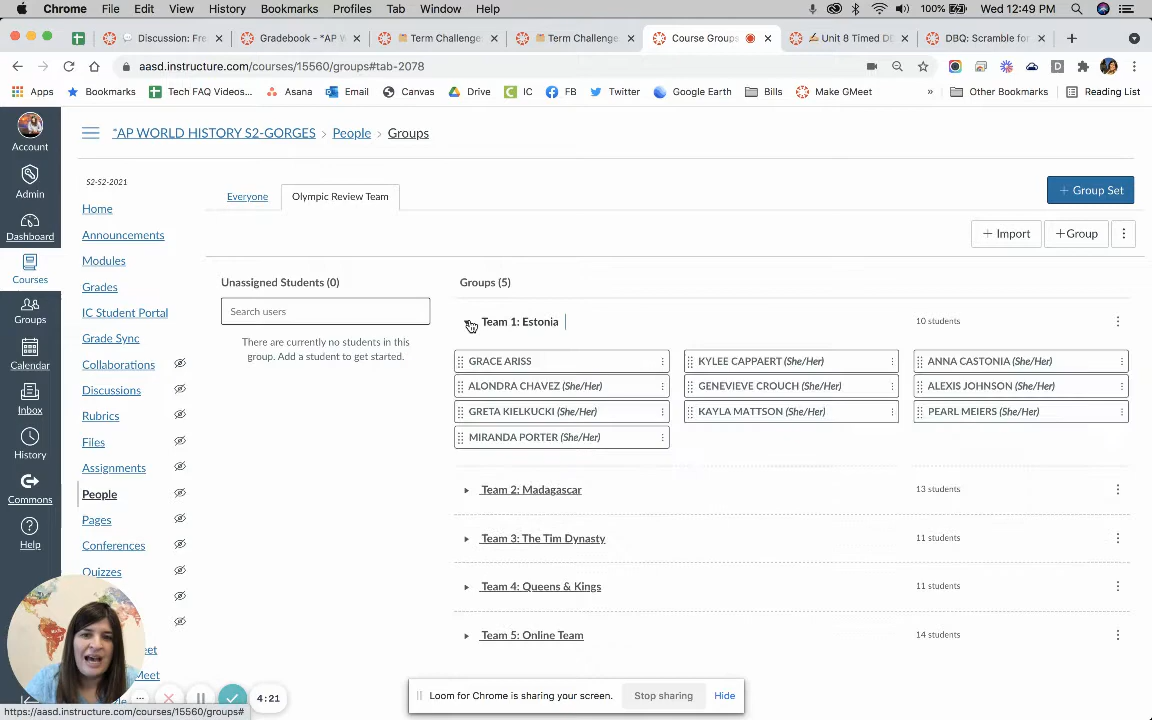 Chrome File Edit View History Bookmarks Profiles Tab Window Help 100% Wed 12:49 PM
Discussion: Fre Gradebook - *AP W Term Challenge Term Challenge Course Groups Unit 8 Timed DB DBQ: Scramble for
aasd.instructure.com/courses/15560/groups#tab-2078
Apps Bookmarks Tech FAQ Videos... Asana Email Canvas Drive IC FB Twitter Google Earth Bills Make GMeet » Other Bookmarks Reading List
*AP WORLD HISTORY S2-GORGES > People > Groups
Account
Admin
Dashboard
Courses
Groups
Calendar
Inbox
History
Commons
Help
S2-S2-2021
Home
Announcements
Modules
Grades
IC Student Portal
Grade Sync
Collaborations
Discussions
Rubrics
Files
Assignments
People
Pages
Conferences
Quizzes
eet
Meet
Everyone
Olympic Review Team
+ Group Set
+ Import
+Group
Unassigned Students (0)
Search users
There are currently no students in this
group. Add a student to get started.
Groups (5)
Team 1: Estonia 10 students
GRACE ARISS KYLEE CAPPAERT (She/Her) ANNA CASTONIA (She/Her)
ALONDRA CHAVEZ (She/Her) GENEVIEVE CROUCH (She/Her) ALEXIS JOHNSON (She/Her)
GRETA KIELKUCKI (She/Her) KAYLA MATTSON (She/Her) PEARL MEIERS (She/Her)
MIRANDA PORTER (She/Her)
Team 2: Madagascar 13 students
Team 3: The Tim Dynasty 11 students
Team 4: Queens & Kings 11 students
Team 5: Online Team 14 students
4:21
Loom for Chrome is sharing your screen. Stop sharing Hide
https://aasd.instructure.com/courses/15560/groups#